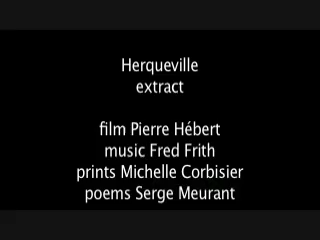 Herqueville
extract
film Pierre Hébert
music Fred Frith
prints Michelle Corbisier
poems Serge Meurant